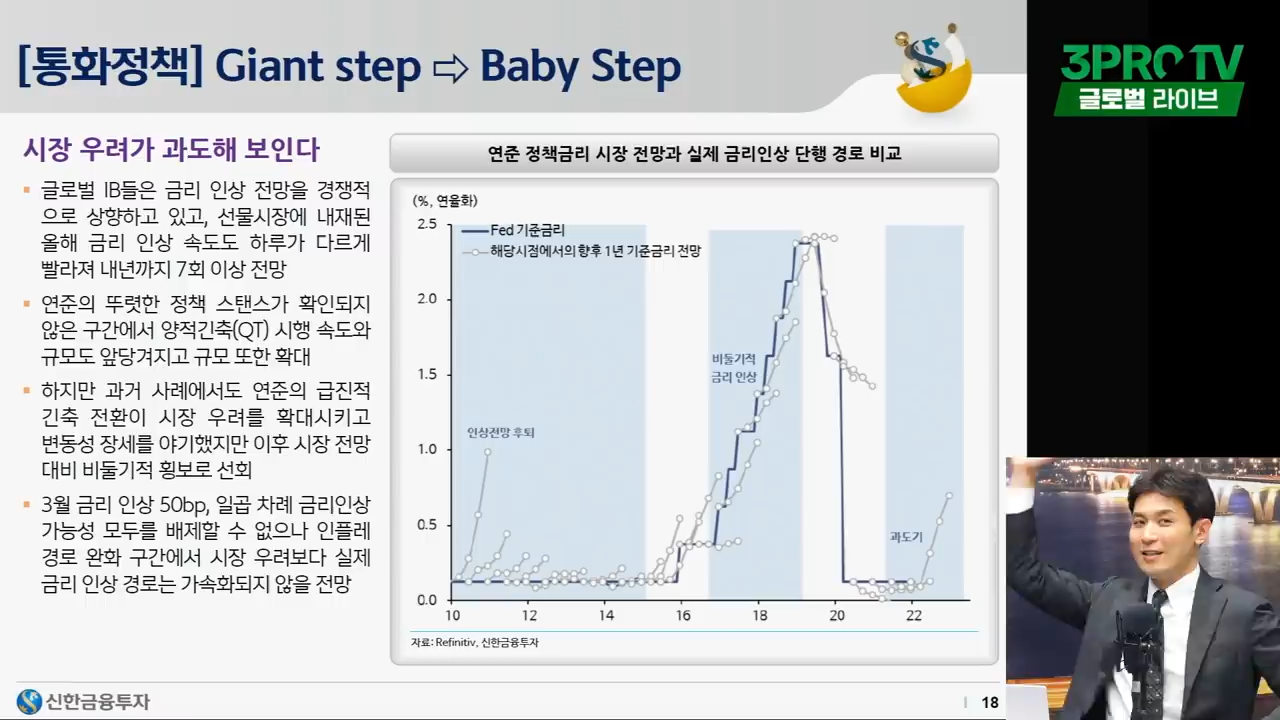 [통화정책] Giant step ⇨ Baby Step
3PRO TV
글로벌 라이브
시장 우려가 과도해 보인다
▪ 글로벌 IB들은 금리 인상 전망을 경쟁적
으로 상향하고 있고, 선물시장에 내재된
올해 금리 인상 속도도 하루가 다르게
빨라져 내년까지 7회 이상 전망
▪ 연준의 뚜렷한 정책 스탠스가 확인되지
않은 구간에서 양적긴축(QT) 시행 속도와
규모도 앞당겨지고 규모 또한 확대
▪ 하지만 과거 사례에서도 연준의 급진적
긴축 전환이 시장 우려를 확대시키고
변동성 장세를 야기했지만 이후 시장 전망
대비 비둘기적 횡보로 선회
▪ 3월 금리 인상 50bp, 일곱 차례 금리인상
가능성 모두를 배제할 수 없으나 인플레
경로 완화 구간에서 시장 우려보다 실제
금리 인상 경로는 가속화되지 않을 전망
연준 정책금리 시장 전망과 실제 금리인상 단행 경로 비교
(%, 연율화)
2.5
2.0
1.5
1.0
0.5
0.0
Fed 기준금리
해당시점에서의 향후 1년 기준금리 전망
비둘기적
금리 인상
인상전망 후퇴
과도기
10 12 14 16 18 20 22
자료: Refinitiv, 신한금융투자
신한금융투자
18